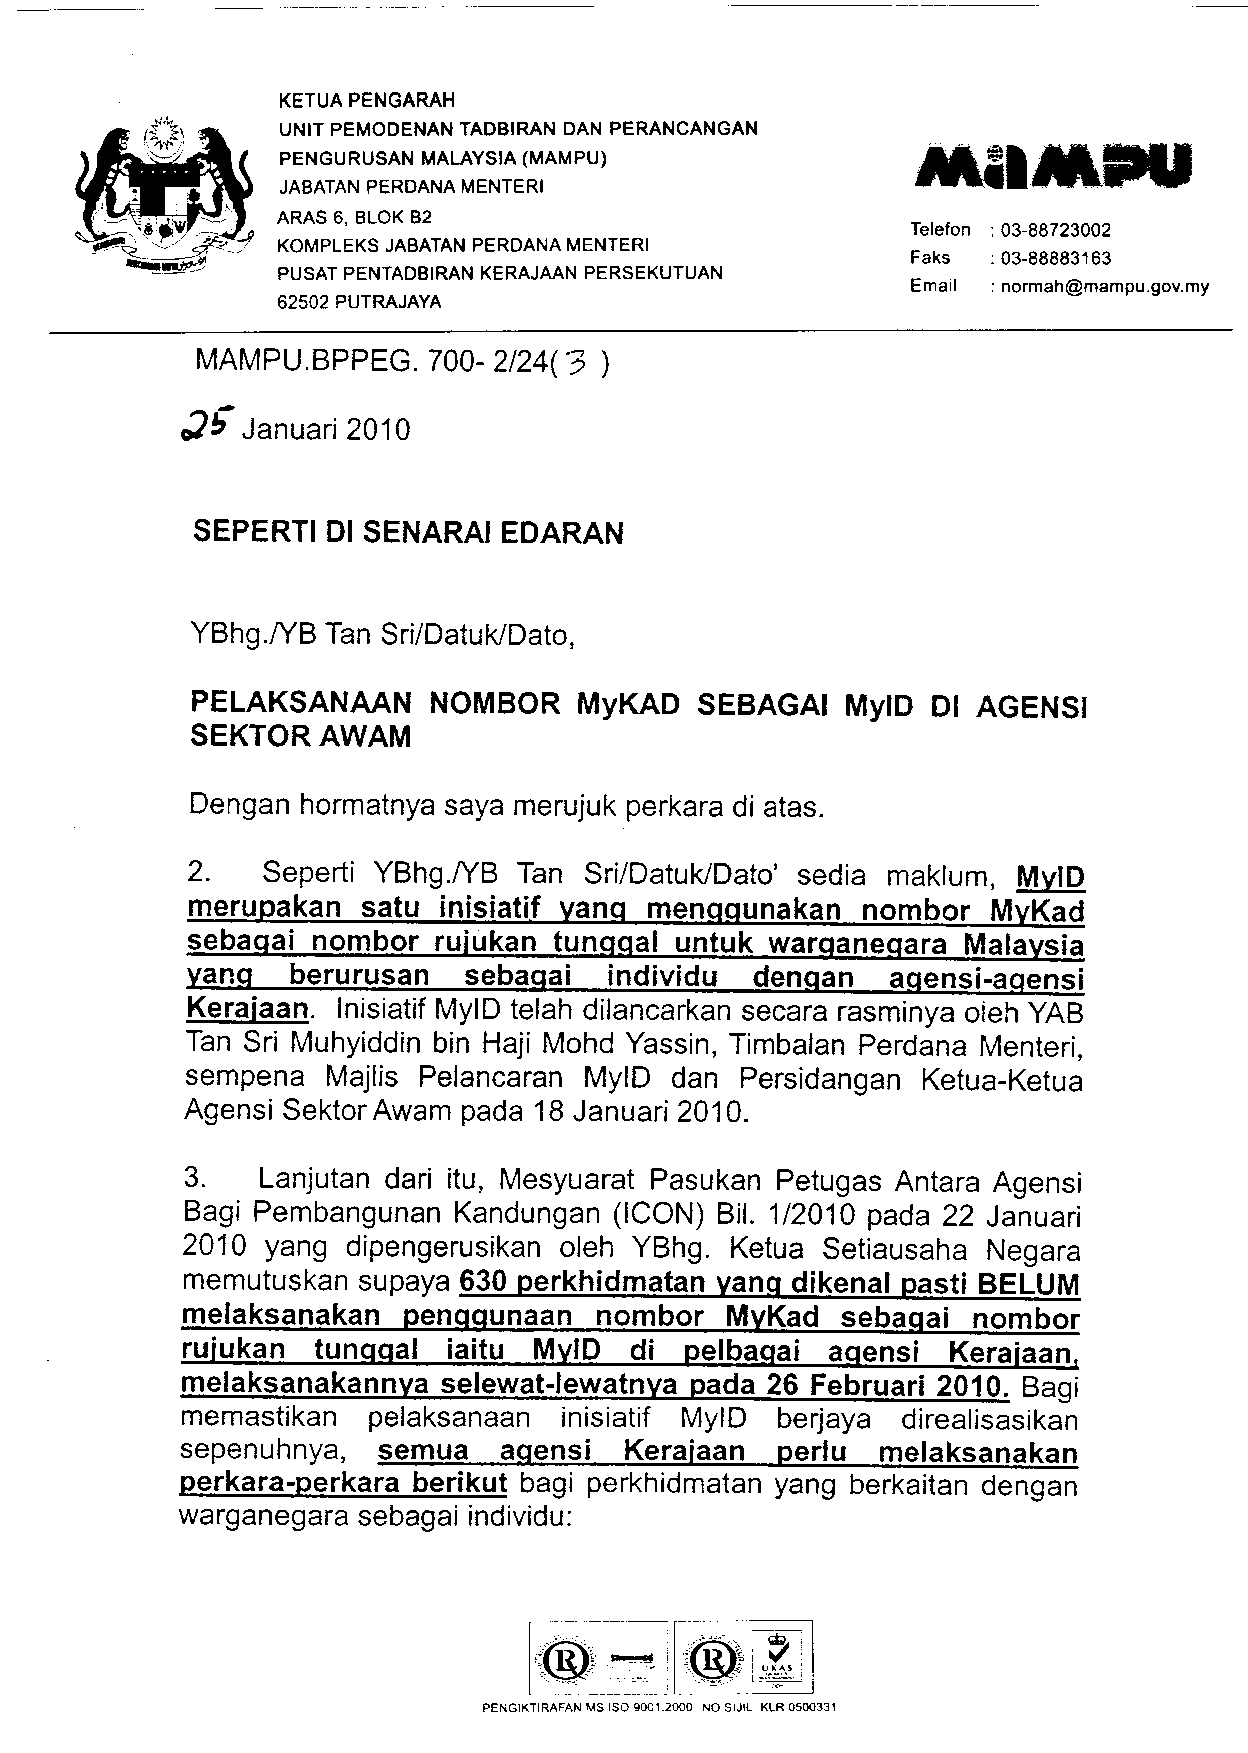 KETUA PENGARAH
UNIT PEMODENAN TADBIRAN DAN PERANCANGAN
PENGURUSAN MALAYSIA (MAMPU)
JABATAN PERDANA MENTERI
ARAS 6, BLOK B2
KOMPLEKS JABATAN PERDANA MENTERI
PUSAT PENTADBIRAN KERAJAAN PERSEKUTUAN
62502 PUTRAJAYA
MAMPU
Telefon : 03-88723002
Faks : 03-88883163
Email : normah@mampu.gov.my
MAMPU.BPPEG. 700- 2/24( 3 )
25 Januari 2010
SEPERTI DI SENARAI EDARAN
YBhg./YB Tan Sri/Datuk/Dato,
PELAKSANAAN NOMBOR MyKAD SEBAGAI MyID DI AGENSI
SEKTOR AWAM
Dengan hormatnya saya merujuk perkara di atas.
2. Seperti YBhg./YB Tan Sri/Datuk/Dato' sedia maklum, MyID
merupakan satu inisiatif yang menggunakan nombor MyKad
sebagai nombor rujukan tunggal untuk warganegara Malaysia
yang berurusan sebagai individu dengan agensi-agensi
Kerajaan. Inisiatif MyID telah dilancarkan secara rasminya oleh YAB
Tan Sri Muhyiddin bin Haji Mohd Yassin, Timbalan Perdana Menteri,
sempena Majlis Pelancaran MyID dan Persidangan Ketua-Ketua
Agensi Sektor Awam pada 18 Januari 2010.
3. Lanjutan dari itu, Mesyuarat Pasukan Petugas Antara Agensi
Bagi Pembangunan Kandungan (ICON) Bil. 1/2010 pada 22 Januari
2010 yang dipengerusikan oleh YBhg. Ketua Setiausaha Negara
memutuskan supaya 630 perkhidmatan yang dikenal pasti BELUM
melaksanakan penggunaan nombor MyKad sebagai nombor
rujukan tunggal iaitu MyID di pelbagai agensi Kerajaan,
melaksanakannya selewat-lewatnya pada 26 Februari 2010. Bagi
memastikan pelaksanaan inisiatif MyID berjaya direalisasikan
sepenuhnya, semua agensi Kerajaan perlu melaksanakan
perkara-perkara berikut bagi perkhidmatan yang berkaitan dengan
warganegara sebagai individu:
UKAS
PENGIKTIRAFAN MS ISO 9001:2000 NO SIJIL KLR 0500331